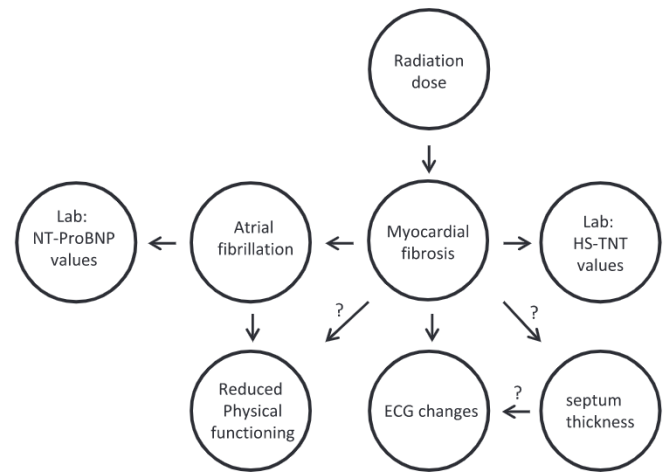 Radiation
dose
Lab:
NT-ProBNP
values
Atrial
fibrillation
Myocardial
fibrosis
Lab:
HS-TNT
values
?
?
Reduced
Physical
functioning
ECG changes
?
septum
thickness